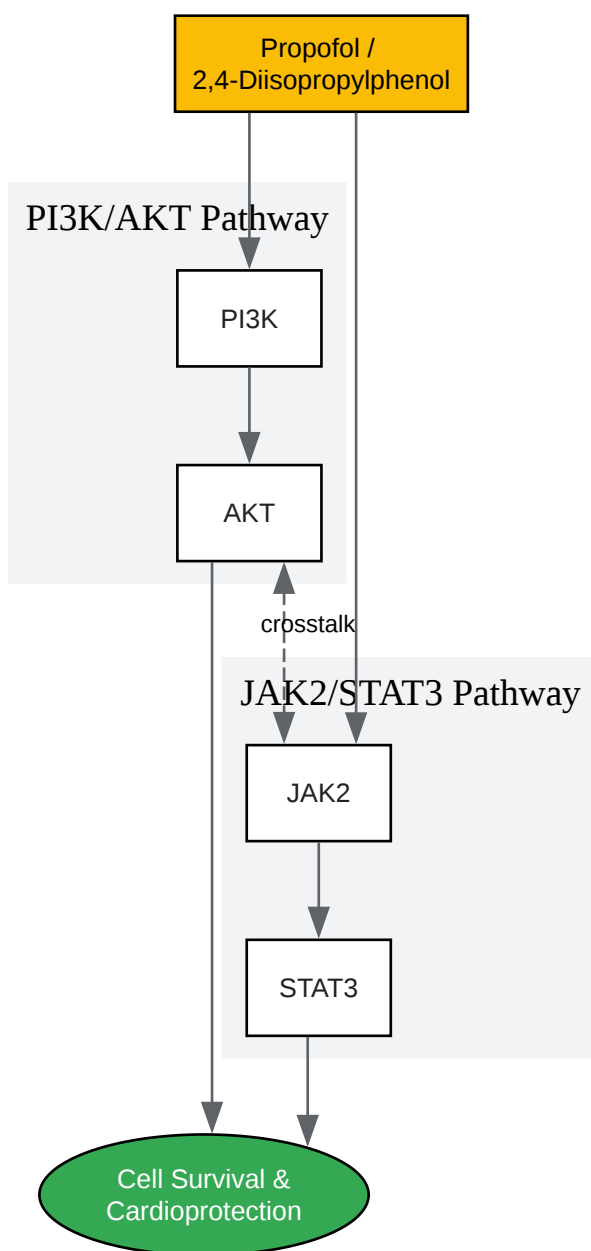 Propofol /
2,4-Diisopropylphenol
PI3K/AKT Pathway
PI3K
AKT
crosstalk
JAK2/STAT3 Pathway
JAK2
STAT3
Cell Survival &
Cardioprotection